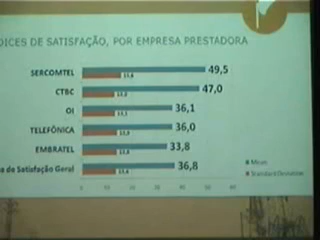 DICES DE SATISFAÇÃO, POR EMPRESA PRESTADORA
SERCOMTEL 49,5
CTBC 47,0
OI 36,1
TELEFÔNICA 36,0
EMBRATEL 33,8
de Satisfação Geral 36,8
Mean
Standard Deviation